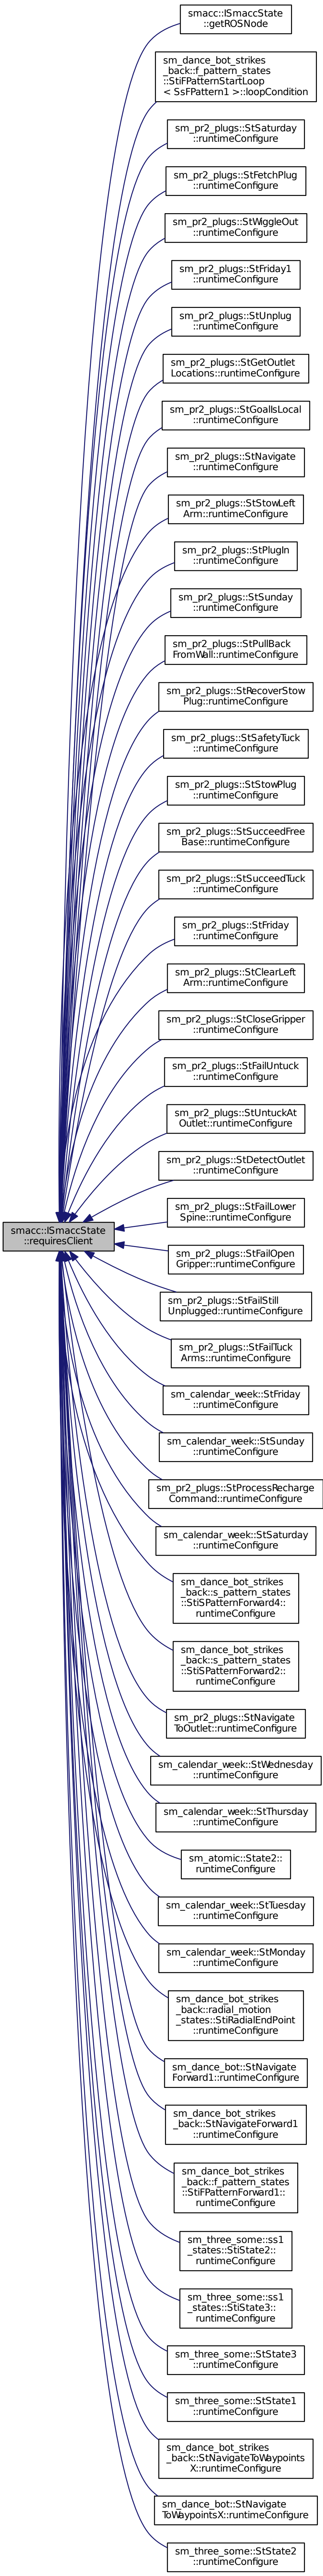 smacc::ISmaccState
::getROSNode
sm_dance_bot_strikes
_back::f_pattern_states
::StiFPatternStartLoop
< SsFPattern1 >::loopCondition
sm_pr2_plugs::StSaturday
::runtimeConfigure
sm_pr2_plugs::StFetchPlug
::runtimeConfigure
sm_pr2_plugs::StWiggleOut
::runtimeConfigure
sm_pr2_plugs::StFriday1
::runtimeConfigure
sm_pr2_plugs::StUnplug
::runtimeConfigure
sm_pr2_plugs::StGetOutlet
Locations::runtimeConfigure
sm_pr2_plugs::StGoalIsLocal
::runtimeConfigure
sm_pr2_plugs::StNavigate
::runtimeConfigure
sm_pr2_plugs::StStowLeft
Arm::runtimeConfigure
sm_pr2_plugs::StPlugIn
::runtimeConfigure
sm_pr2_plugs::StSunday
::runtimeConfigure
sm_pr2_plugs::StPullBack
FromWall::runtimeConfigure
sm_pr2_plugs::StRecoverStow
Plug::runtimeConfigure
sm_pr2_plugs::StSafetyTuck
::runtimeConfigure
sm_pr2_plugs::StStowPlug
::runtimeConfigure
sm_pr2_plugs::StSucceedFree
Base::runtimeConfigure
sm_pr2_plugs::StSucceedTuck
::runtimeConfigure
sm_pr2_plugs::StFriday
::runtimeConfigure
sm_pr2_plugs::StClearLeft
Arm::runtimeConfigure
sm_pr2_plugs::StCloseGripper
::runtimeConfigure
sm_pr2_plugs::StFailUntuck
::runtimeConfigure
sm_pr2_plugs::StUntuckAt
Outlet::runtimeConfigure
sm_pr2_plugs::StDetectOutlet
::runtimeConfigure
sm_pr2_plugs::StFailLower
Spine::runtimeConfigure
smacc::ISmaccState
::requiresClient
sm_pr2_plugs::StFailOpen
Gripper::runtimeConfigure
sm_pr2_plugs::StFailStill
Unplugged::runtimeConfigure
sm_pr2_plugs::StFailTuck
Arms::runtimeConfigure
sm_calendar_week::StFriday
::runtimeConfigure
sm_calendar_week::StSunday
::runtimeConfigure
sm_pr2_plugs::StProcessRecharge
Command::runtimeConfigure
sm_calendar_week::StSaturday
::runtimeConfigure
sm_dance_bot_strikes
_back::s_pattern_states
::StiSPatternForward4::
runtimeConfigure
sm_dance_bot_strikes
_back::s_pattern_states
::StiSPatternForward2::
runtimeConfigure
sm_pr2_plugs::StNavigate
ToOutlet::runtimeConfigure
sm_calendar_week::StWednesday
::runtimeConfigure
sm_calendar_week::StThursday
::runtimeConfigure
sm_atomic::State2::
runtimeConfigure
sm_calendar_week::StTuesday
::runtimeConfigure
sm_calendar_week::StMonday
::runtimeConfigure
sm_dance_bot_strikes
_back::radial_motion
_states::StiRadialEndPoint
::runtimeConfigure
sm_dance_bot::StNavigate
Forward1::runtimeConfigure
sm_dance_bot_strikes
_back::StNavigateForward1
::runtimeConfigure
sm_dance_bot_strikes
_back::f_pattern_states
::StiFPatternForward1::
runtimeConfigure
sm_three_some::ss1
_states::StiState2::
runtimeConfigure
sm_three_some::ss1
_states::StiState3::
runtimeConfigure
sm_three_some::StState3
::runtimeConfigure
sm_three_some::StState1
::runtimeConfigure
sm_dance_bot_strikes
_back::StNavigateToWaypoints
X::runtimeConfigure
sm_dance_bot::StNavigate
ToWaypointsX::runtimeConfigure
sm_three_some::StState2
::runtimeConfigure